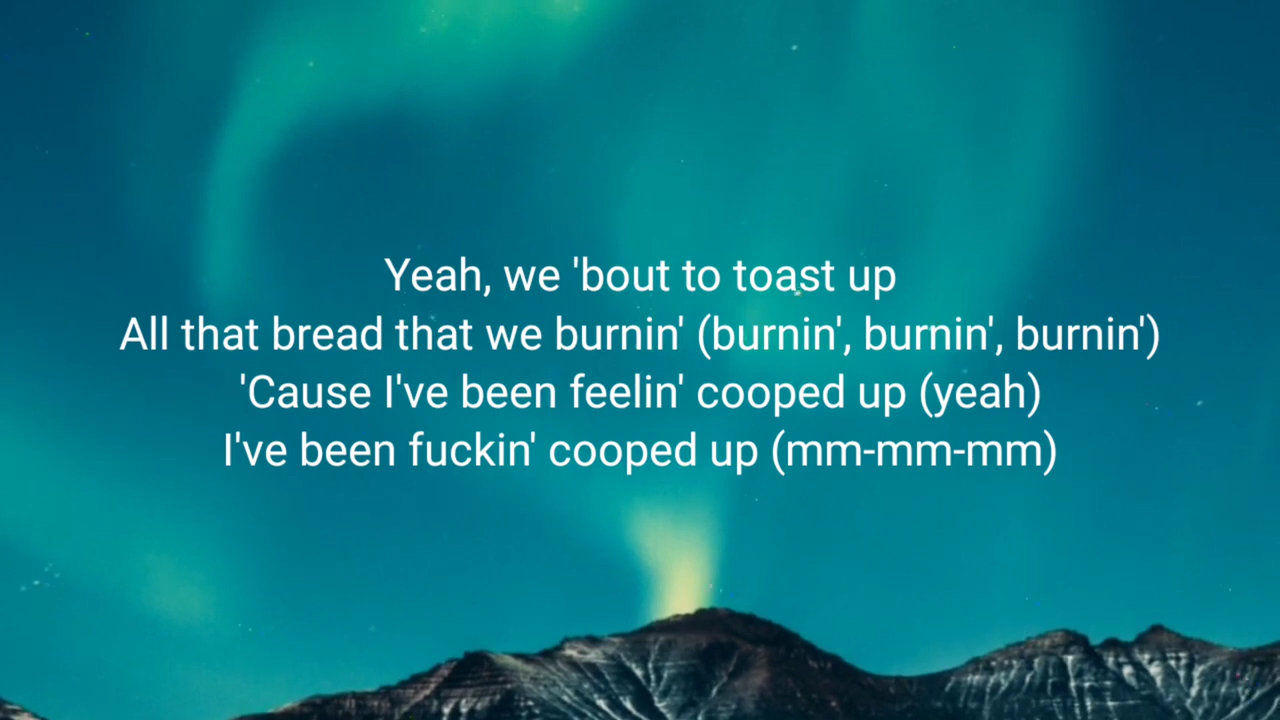 Yeah, we 'bout to toast up
All that bread that we burnin' (burnin', burnin', burnin')
'Cause I've been feelin' cooped up (yeah)
I've been fuckin' cooped up (mm-mm-mm)